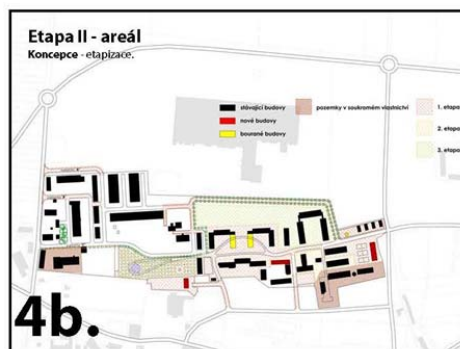 Etapa II - areál
Koncepce - etapizace.
stávající budovy
nové budovy
bourané budovy
pozemky v soukromém vlastnictví
1. etapa
2. etapa
3. etapa
4b.